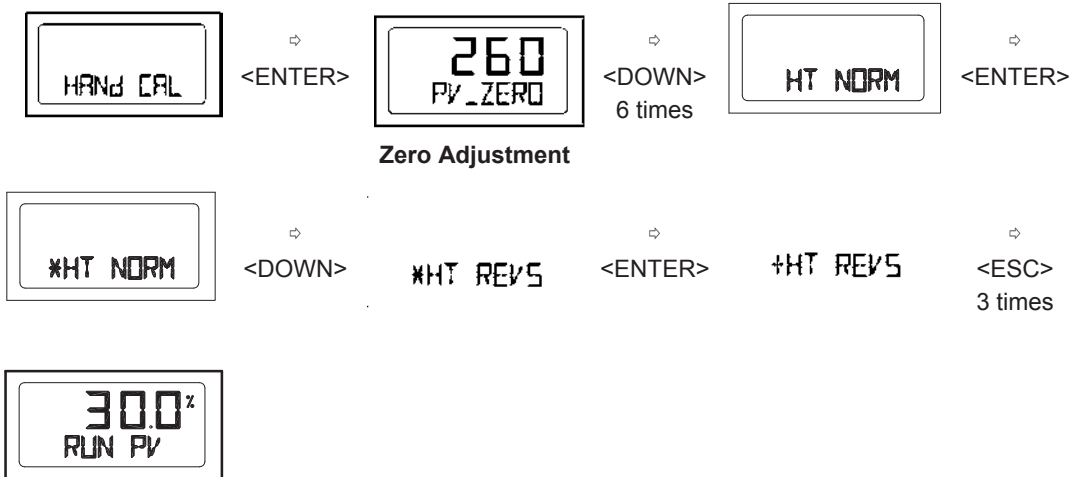 HANd CAL
⇨
<ENTER>
260
PV_ZERO
⇨
<DOWN>
6 times
HT NORM
⇨
<ENTER>
Zero Adjustment
*HT NORM
⇨
<DOWN>
*HT REVS
⇨
<ENTER>
+HT REVS
⇨
<ESC>
3 times
30.0%
RUN PV